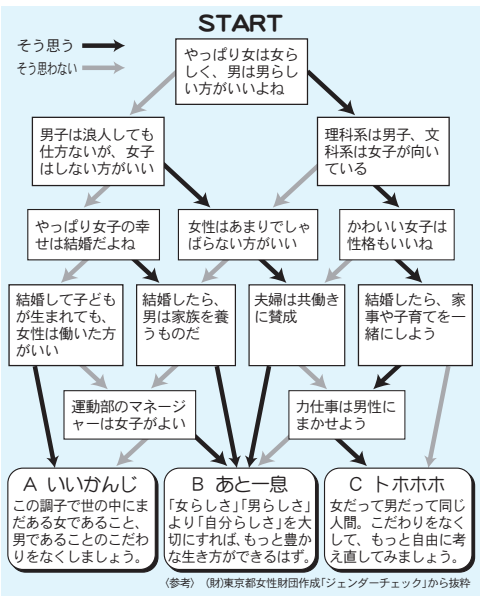 START
そう思う
そう思わない
やっぱり女は女ら
しく、男は男らし
い方がいいよね
男子は浪人しても
仕方ないが、女子
はしない方がいい
理科系は男子、文
科系は女子が向い
ている
やっぱり女子の幸
せは結婚だよね
女性はあまりでしゃ
ばらない方がいい
かわいい女子は
性格もいいね
結婚して子ども
が生まれても、
女性は働いた方
がいい
結婚したら、
男は家族を養
うものだ
夫婦は共働き
に賛成
結婚したら、家
事や子育てを一
緒にしよう
運動部のマネージ
ャーは女子がよい
力仕事は男性に
まかせよう
A いいかんじ
この調子で世の中にま
だある女であること、
男であることのこだわ
りをなくしましょう。
B あと一息
「女らしさ」「男らしさ」
より「自分らしさ」を大
切にすれば、もっと豊か
な生き方ができるはず。
C トホホホ
女だって男だって同じ
人間。こだわりをなく
して、もっと自由に考
え直してみましょう。
〈参考〉(財)東京都女性財団作成「ジェンダーチェック」から抜粋